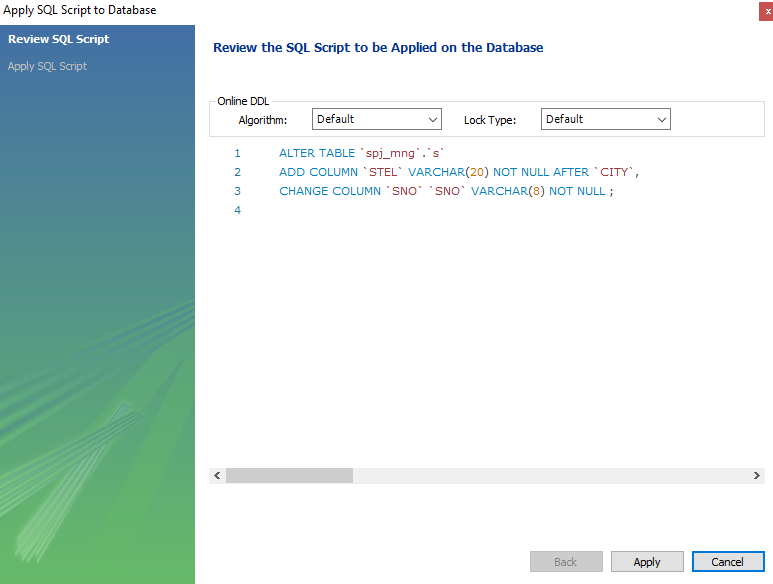 Apply SQL Script to Database
x
Review SQL Script
Apply SQL Script
Review the SQL Script to be Applied on the Database
Online DDL
Algorithm: Default Lock Type: Default
1 ALTER TABLE `spj_mng`.`s`
2 ADD COLUMN `STEL` VARCHAR(20) NOT NULL AFTER `CITY`,
3 CHANGE COLUMN `SNO` `SNO` VARCHAR(8) NOT NULL ;
4
Back Apply Cancel